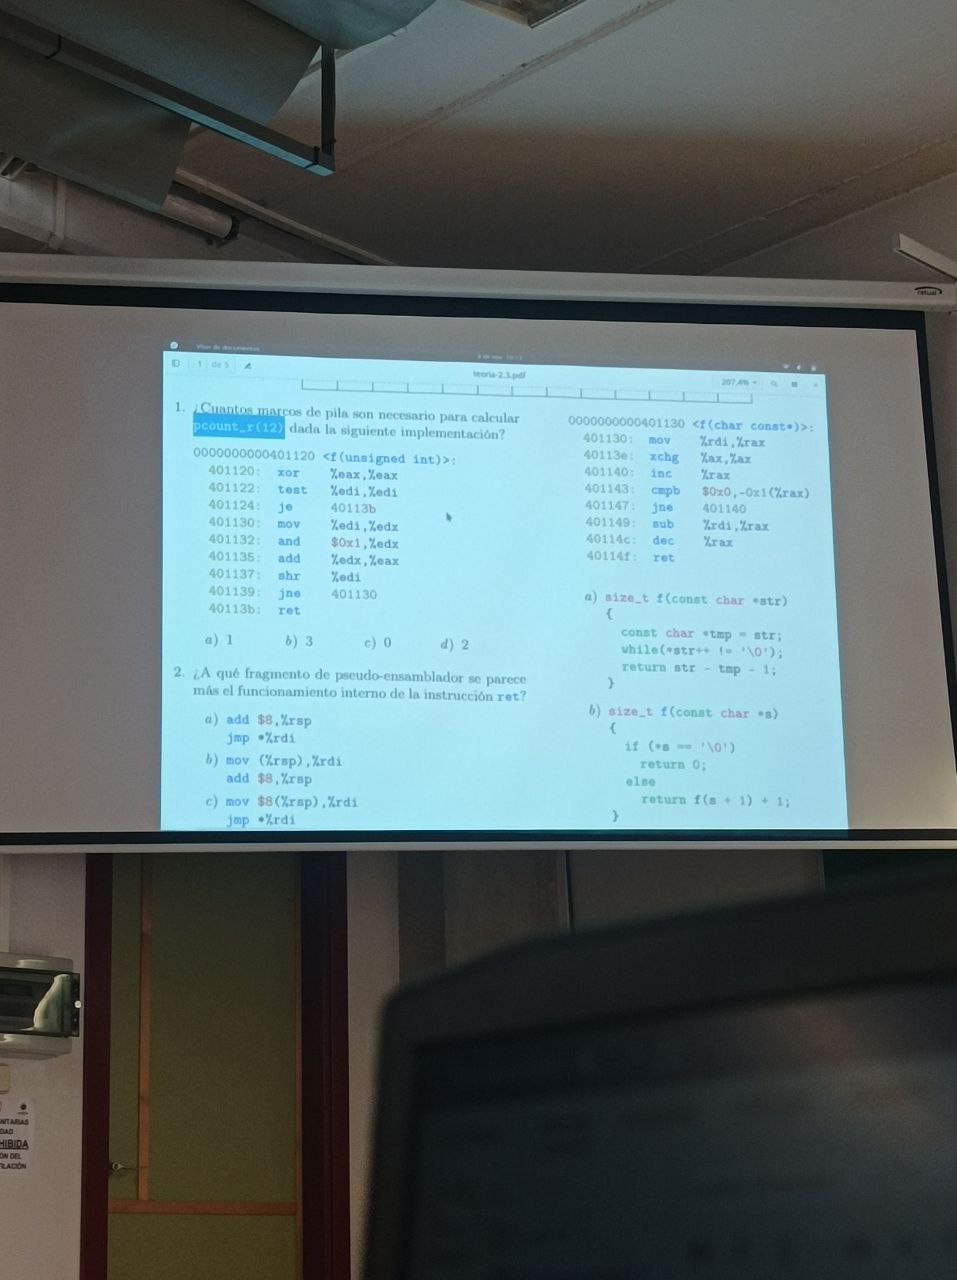 retual
Visor de documentos
1 de 5
teoria-2.3.pdf
207,4%
1. ¿Cuantos marcos de pila son necesario para calcular
pcount_r(12) dada la siguiente implementación?
0000000000401120 <f(unsigned int)>:
401120: xor %eax,%eax
401122: test %edi,%edi
401124: je 40113b
401130: mov %edi,%edx
401132: and $0x1,%edx
401135: add %edx,%eax
401137: shr %edi
401139: jne 401130
40113b: ret
a) 1 b) 3 c) 0 d) 2
2. ¿A qué fragmento de pseudo-ensamblador se parece
más el funcionamiento interno de la instrucción ret?
a) add $8,%rsp
jmp *%rdi
b) mov (%rsp),%rdi
add $8,%rsp
c) mov $8(%rsp),%rdi
jmp *%rdi
0000000000401130 <f(char const*)>:
401130: mov %rdi,%rax
40113e: xchg %ax,%ax
401140: inc %rax
401143: cmpb $0x0,-0x1(%rax)
401147: jne 401140
401149: sub %rdi,%rax
40114c: dec %rax
40114f: ret
a) size_t f(const char *str)
{
const char *tmp = str;
while(*str++ != '\0');
return str - tmp - 1;
}
b) size_t f(const char *s)
{
if (*s == '\0')
return 0;
else
return f(s + 1) + 1;
}
NITARIAS
DAD
HIBIDA
ÓN DEL
TILACIÓN